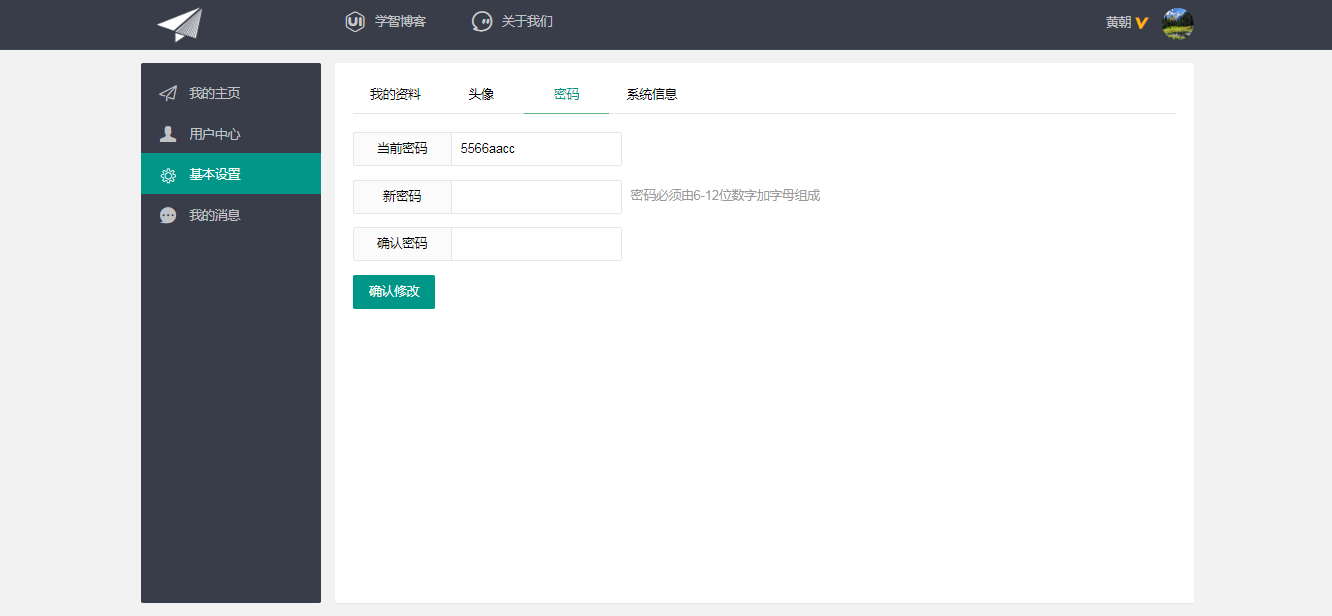 UI 学智博客 关于我们 黄朝
我的主页
用户中心
基本设置
我的消息
我的资料 头像 密码 系统信息
当前密码 5566aacc
新密码 密码必须由6-12位数字加字母组成
确认密码
确认修改